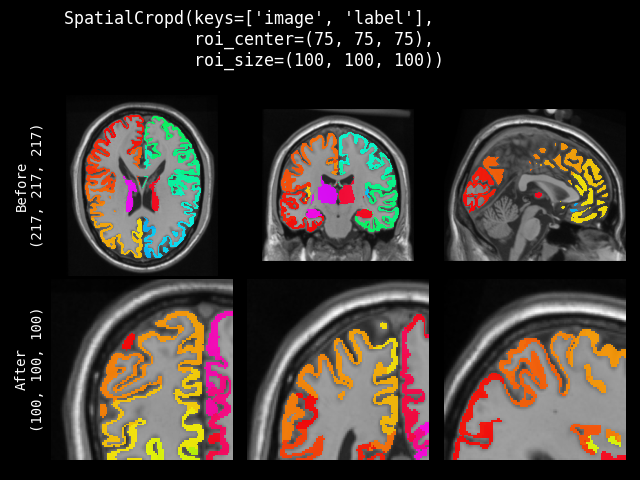 SpatialCropd(keys=['image', 'label'],
roi_center=(75, 75, 75),
roi_size=(100, 100, 100))
Before
(217, 217, 217)
After
(100, 100, 100)